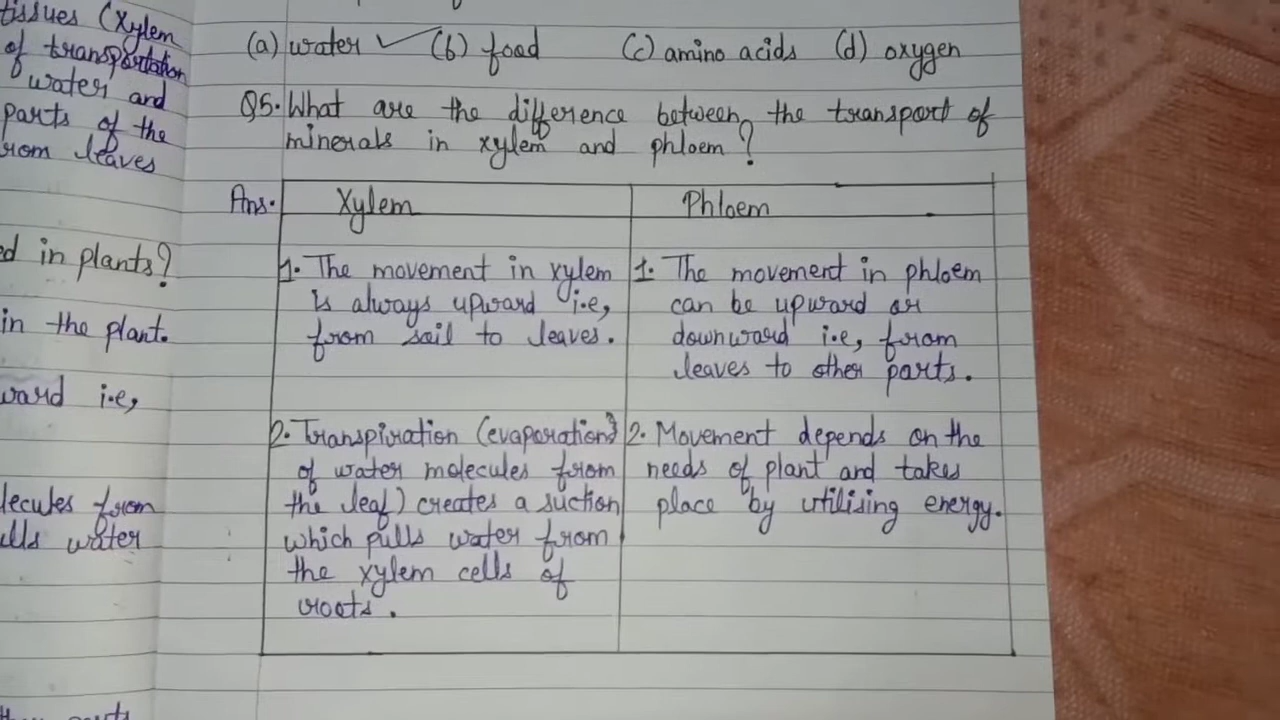 tissues (Xylem
of transportation
water and
parts of the
rom leaves
ed in plants?
in the plant.
ward i.e,
lecules from
ulls water
(a) water ✓ (b) food (c) amino acids (d) oxygen
Q5. What are the difference between the transport of
minerals in xylem and phloem?
Ans. Xylem
1. The movement in xylem
is always upward i.e,
from soil to leaves.
2. Transpiration (evaporation
of water molecules from
the leaf) creates a suction
which pulls water from
the xylem cells of
roots.
Phloem
1. The movement in phloem
can be upward or
downward i.e, from
leaves to other parts.
2. Movement depends on the
needs of plant and takes
place by utilising energy.